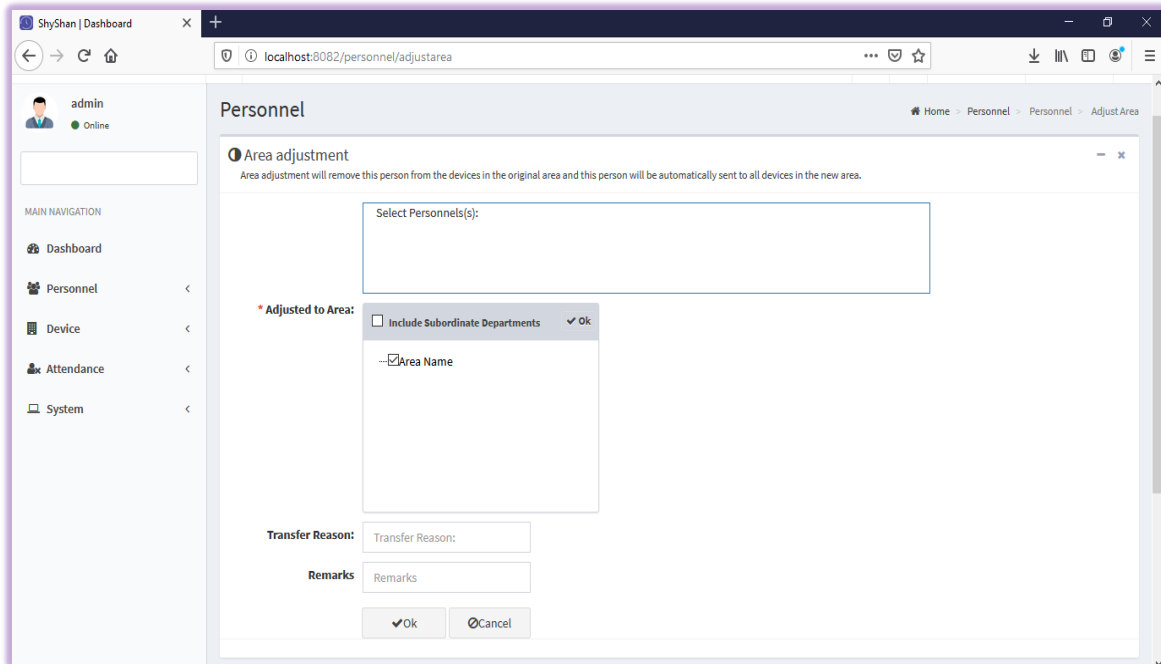 ShyShan | Dashboard
localhost:8082/personnel/adjustarea
admin
Online
MAIN NAVIGATION
Dashboard
Personnel
Device
Attendance
System
Personnel
Home > Personnel > Personnel > Adjust Area
Area adjustment
Area adjustment will remove this person from the devices in the original area and this person will be automatically sent to all devices in the new area.
Select Personnels(s):
* Adjusted to Area:
Include Subordinate Departments Ok
Area Name
Transfer Reason: Transfer Reason:
Remarks Remarks
Ok Cancel